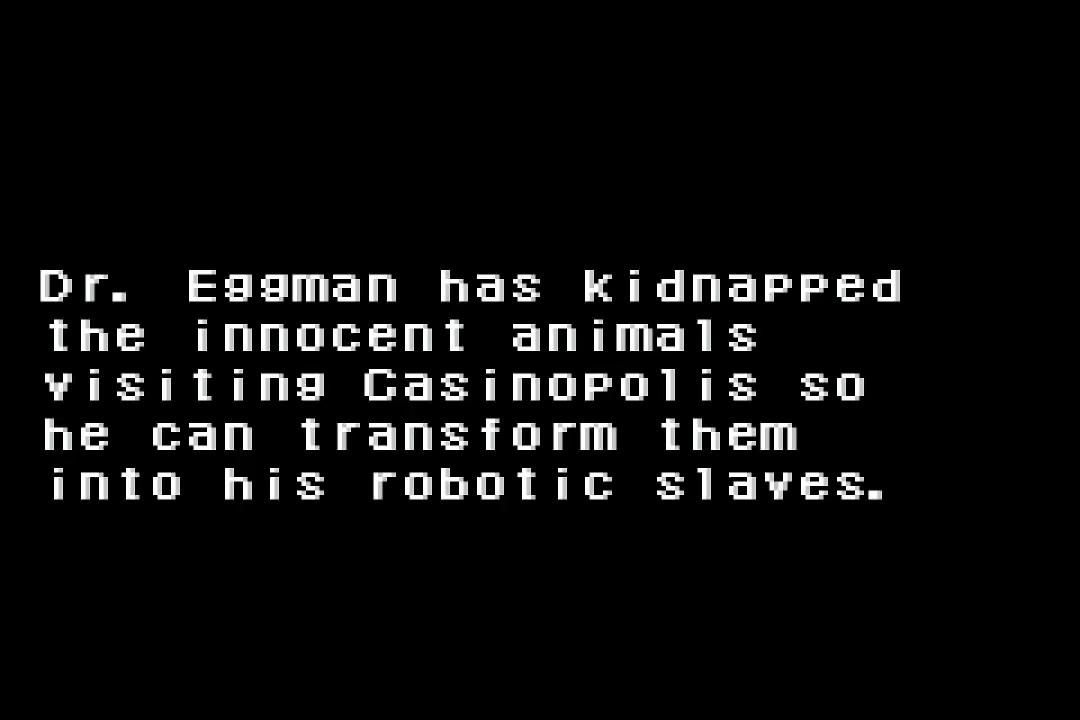 Dr. Eggman has kidnapped
the innocent animals
visiting Casinopolis so
he can transform them
into his robotic slaves.